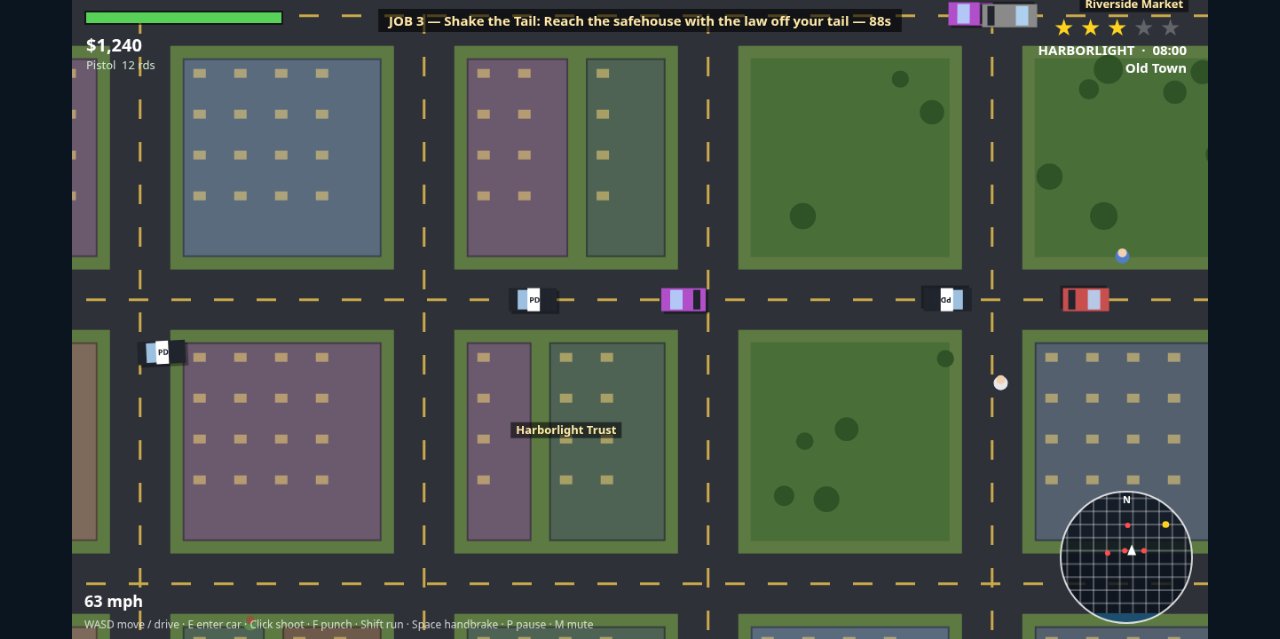 JOB 3 — Shake the Tail: Reach the safehouse with the law off your tail — 88s
Riverside Market
$1,240
Pistol 12 rds
HARBORLIGHT · 08:00
Old Town
PD
PD
PD
Harborlight Trust
N
63 mph
WASD move / drive · E enter car · Click shoot · F punch · Shift run · Space handbrake · P pause · M mute